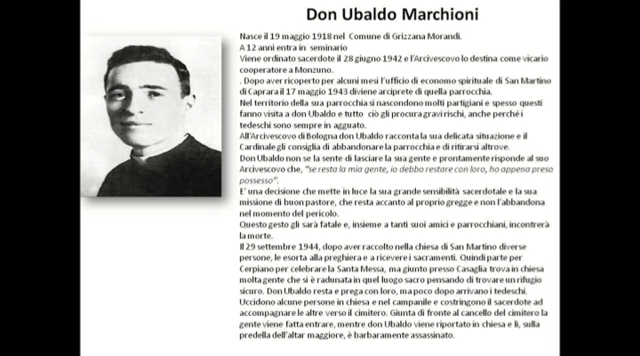 Don Ubaldo Marchioni
Nasce il 19 maggio 1918 nel Comune di Grizzana Morandi.
A 12 anni entra in seminario
Viene ordinato sacerdote il 28 giugno 1942 e l'Arcivescovo lo destina come vicario
cooperatore a Monzuno.
. Dopo aver ricoperto per alcuni mesi l'ufficio di economo spirituale di San Martino
di Caprara il 17 maggio 1943 diviene arciprete di quella parrocchia.
Nel territorio della sua parrocchia si nascondono molti partigiani e spesso questi
fanno visita a don Ubaldo e tutto ciò gli procura gravi rischi, anche perché i
tedeschi sono sempre in agguato.
All'Arcivescovo di Bologna don Ubaldo racconta la sua delicata situazione e il
Cardinale gli consiglia di abbandonare la parrocchia e di ritirarsi altrove.
Don Ubaldo non se la sente di lasciare la sua gente e prontamente risponde al suo
Arcivescovo che, "se resta la mia gente, io debbo restare con loro, ho appena preso
possesso".
E' una decisione che mette in luce la sua grande sensibilità sacerdotale e la sua
missione di buon pastore, che resta accanto al proprio gregge e non l'abbandona
nel momento del pericolo.
Questo gesto gli sarà fatale e, insieme a tanti suoi amici e parrocchiani, incontrerà
la morte.
Il 29 settembre 1944, dopo aver raccolto nella chiesa di San Martino diverse
persone, le esorta alla preghiera e a ricevere i sacramenti. Quindi parte per
Cerpiano per celebrare la Santa Messa, ma giunto presso Casaglia trova in chiesa
molta gente che si è radunata in quel luogo sacro pensando di trovare un rifugio
sicuro. Don Ubaldo resta e prega con loro, ma poco dopo arrivano i tedeschi.
Uccidono alcune persone in chiesa e nel campanile e costringono il sacerdote ad
accompagnare le altre verso il cimitero. Giunta di fronte al cancello del cimitero la
gente viene fatta entrare, mentre don Ubaldo viene riportato in chiesa e lì, sulla
predella dell'altar maggiore, è barbaramente assassinato.